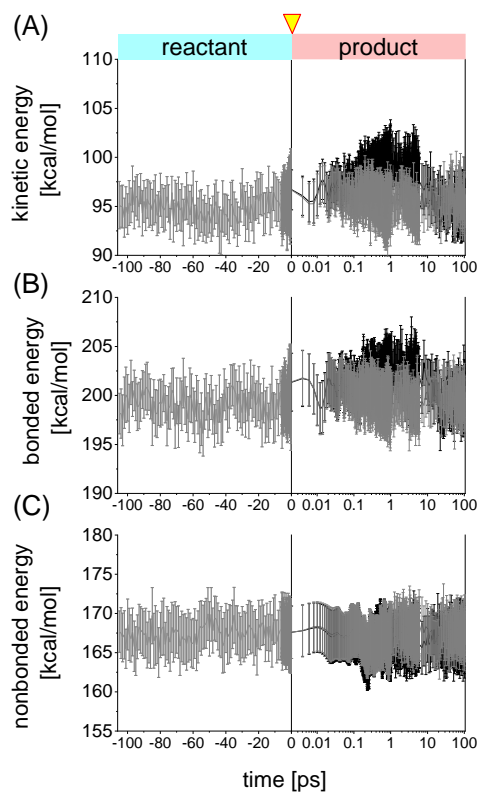 (A)
reactant product
kinetic energy
[kcal/mol]
110
105
100
95
90
-100 -80 -60 -40 -20 0 0.01 0.1 1 10 100
(B)
bonded energy
[kcal/mol]
210
205
200
195
190
-100 -80 -60 -40 -20 0 0.01 0.1 1 10 100
(C)
nonbonded energy
[kcal/mol]
180
175
170
165
160
155
-100 -80 -60 -40 -20 0 0.01 0.1 1 10 100
time [ps]